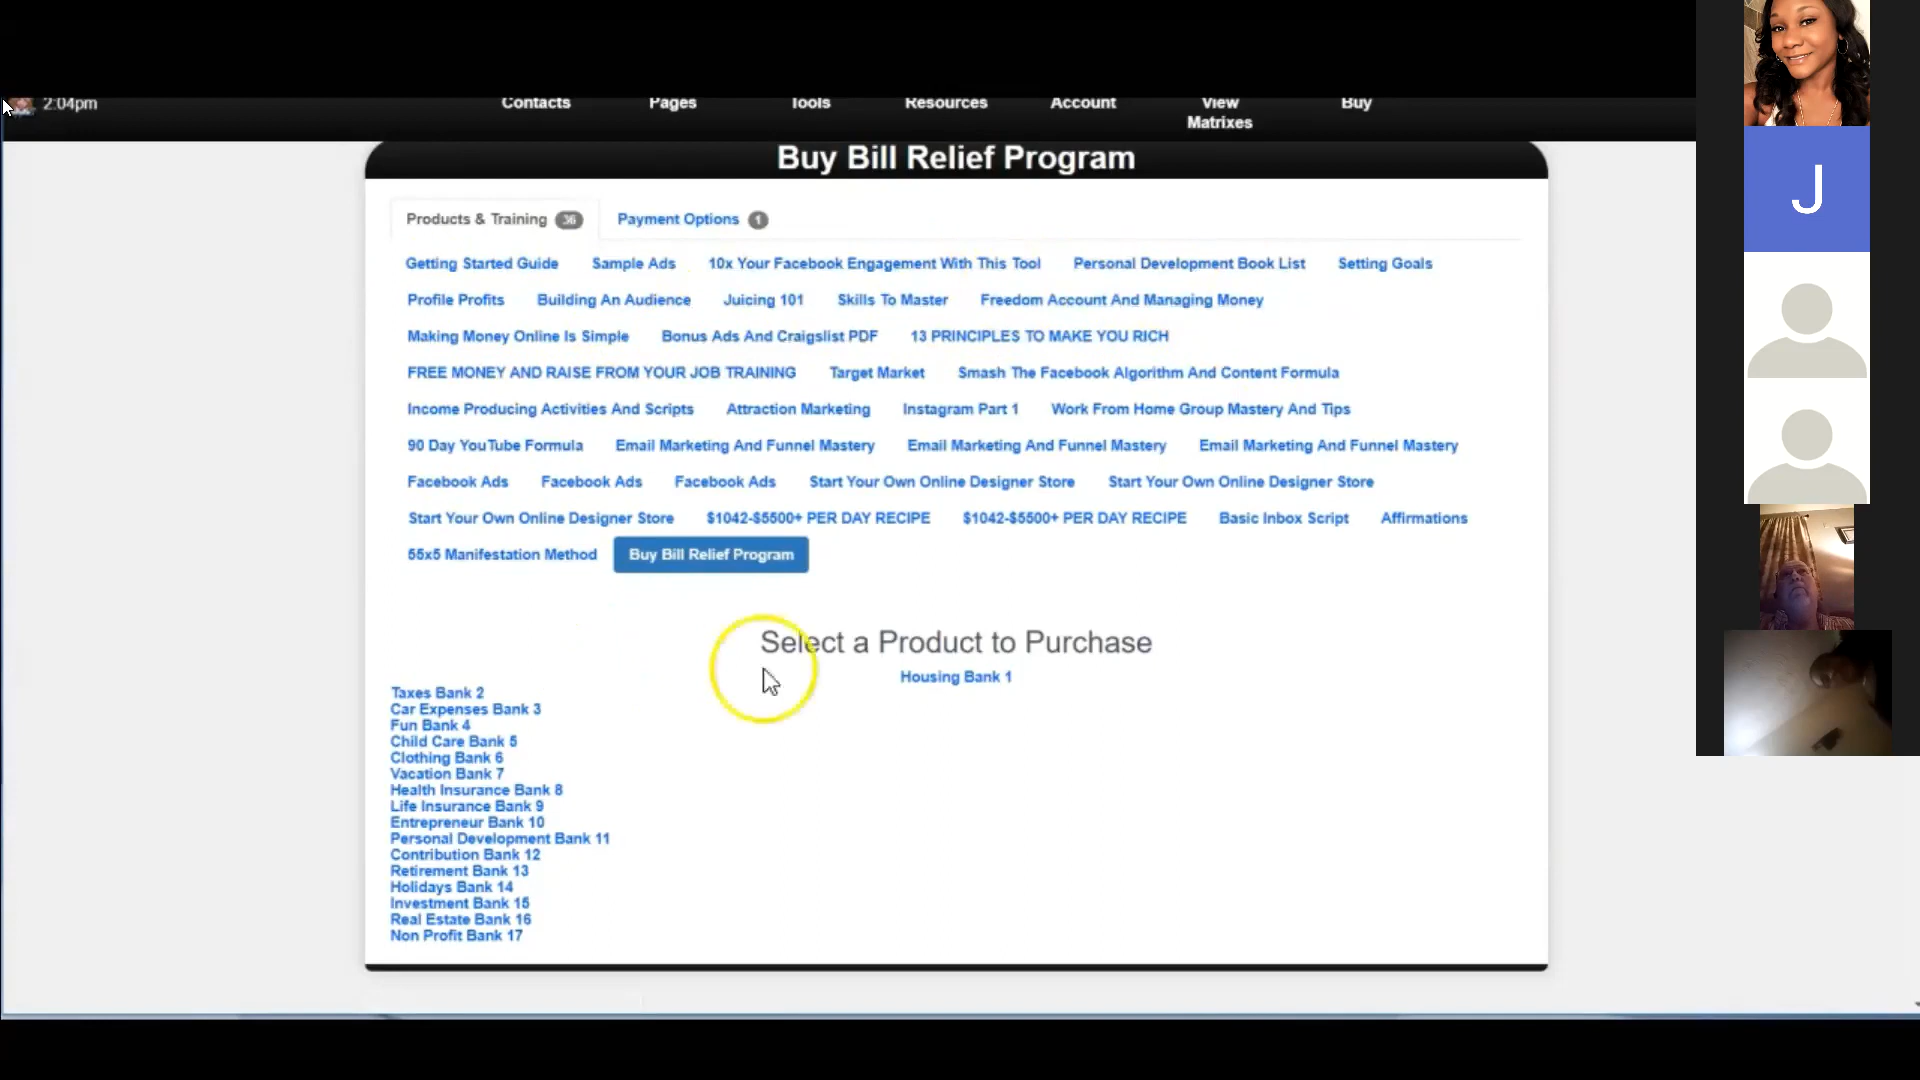 2:04pm
Contacts Pages Tools Resources Account View Matrixes Buy
Buy Bill Relief Program
Products & Training 36 Payment Options 1
Getting Started Guide Sample Ads 10x Your Facebook Engagement With This Tool Personal Development Book List Setting Goals
Profile Profits Building An Audience Juicing 101 Skills To Master Freedom Account And Managing Money
Making Money Online Is Simple Bonus Ads And Craigslist PDF 13 PRINCIPLES TO MAKE YOU RICH
FREE MONEY AND RAISE FROM YOUR JOB TRAINING Target Market Smash The Facebook Algorithm And Content Formula
Income Producing Activities And Scripts Attraction Marketing Instagram Part 1 Work From Home Group Mastery And Tips
90 Day YouTube Formula Email Marketing And Funnel Mastery Email Marketing And Funnel Mastery Email Marketing And Funnel Mastery
Facebook Ads Facebook Ads Facebook Ads Start Your Own Online Designer Store Start Your Own Online Designer Store
Start Your Own Online Designer Store $1042-$5500+ PER DAY RECIPE $1042-$5500+ PER DAY RECIPE Basic Inbox Script Affirmations
55x5 Manifestation Method Buy Bill Relief Program
Select a Product to Purchase
Housing Bank 1
Taxes Bank 2
Car Expenses Bank 3
Fun Bank 4
Child Care Bank 5
Clothing Bank 6
Vacation Bank 7
Health Insurance Bank 8
Life Insurance Bank 9
Entrepreneur Bank 10
Personal Development Bank 11
Contribution Bank 12
Retirement Bank 13
Holidays Bank 14
Investment Bank 15
Real Estate Bank 16
Non Profit Bank 17
J